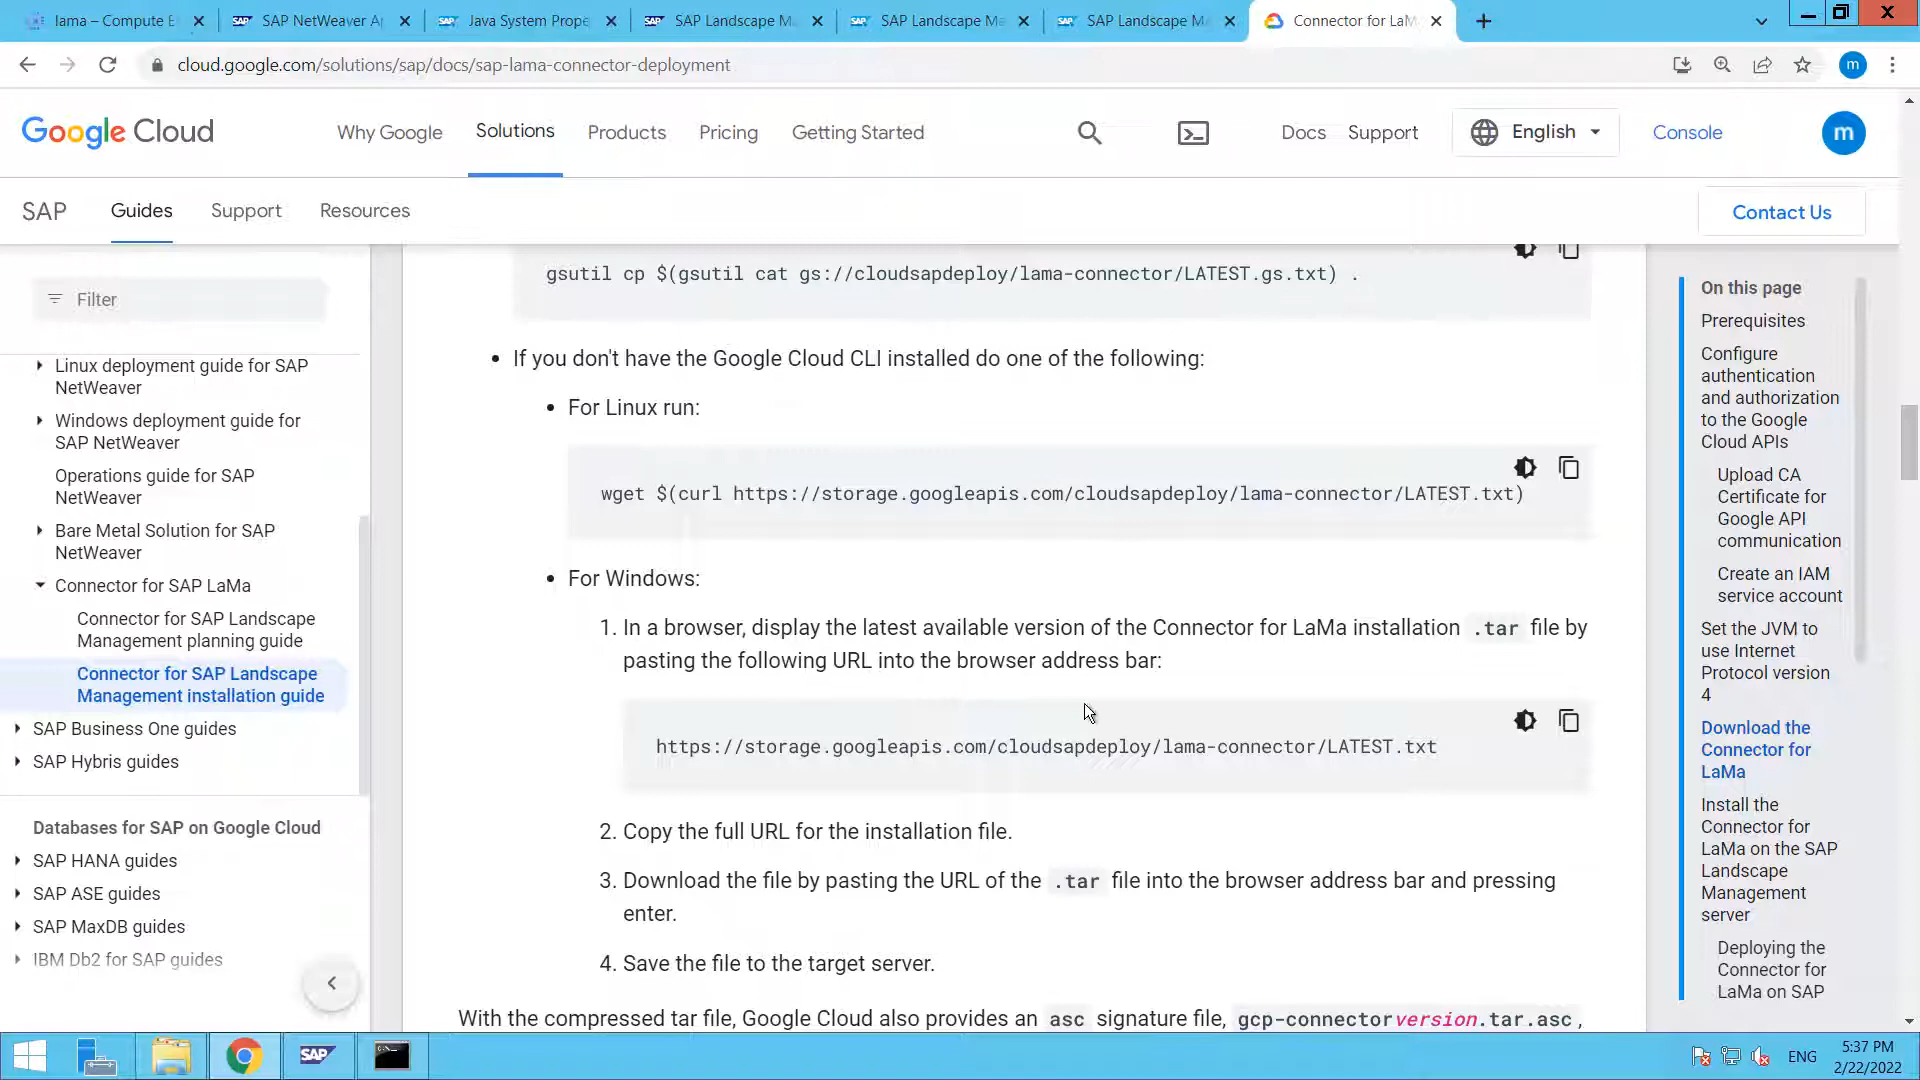 lama – Compute E
SAP NetWeaver Ap
Java System Prope
SAP Landscape Ma
SAP Landscape Ma
SAP Landscape Ma
Connector for LaMa
cloud.google.com/solutions/sap/docs/sap-lama-connector-deployment
m
Google Cloud
Why Google
Solutions
Products
Pricing
Getting Started
Docs
Support
English
Console
m
SAP
Guides
Support
Resources
Contact Us
Filter
Linux deployment guide for SAP
NetWeaver
Windows deployment guide for
SAP NetWeaver
Operations guide for SAP
NetWeaver
Bare Metal Solution for SAP
NetWeaver
Connector for SAP LaMa
Connector for SAP Landscape
Management planning guide
Connector for SAP Landscape
Management installation guide
SAP Business One guides
SAP Hybris guides
Databases for SAP on Google Cloud
SAP HANA guides
SAP ASE guides
SAP MaxDB guides
IBM Db2 for SAP guides
gsutil cp $(gsutil cat gs://cloudsapdeploy/lama-connector/LATEST.gs.txt) .
• If you don't have the Google Cloud CLI installed do one of the following:
• For Linux run:
wget $(curl https://storage.googleapis.com/cloudsapdeploy/lama-connector/LATEST.txt)
• For Windows:
1. In a browser, display the latest available version of the Connector for LaMa installation .tar file by
pasting the following URL into the browser address bar:
https://storage.googleapis.com/cloudsapdeploy/lama-connector/LATEST.txt
2. Copy the full URL for the installation file.
3. Download the file by pasting the URL of the .tar file into the browser address bar and pressing
enter.
4. Save the file to the target server.
With the compressed tar file, Google Cloud also provides an asc signature file, gcp-connectorversion.tar.asc,
On this page
Prerequisites
Configure
authentication
and authorization
to the Google
Cloud APIs
Upload CA
Certificate for
Google API
communication
Create an IAM
service account
Set the JVM to
use Internet
Protocol version
4
Download the
Connector for
LaMa
Install the
Connector for
LaMa on the SAP
Landscape
Management
server
Deploying the
Connector for
LaMa on SAP
SAP
ENG
5:37 PM
2/22/2022